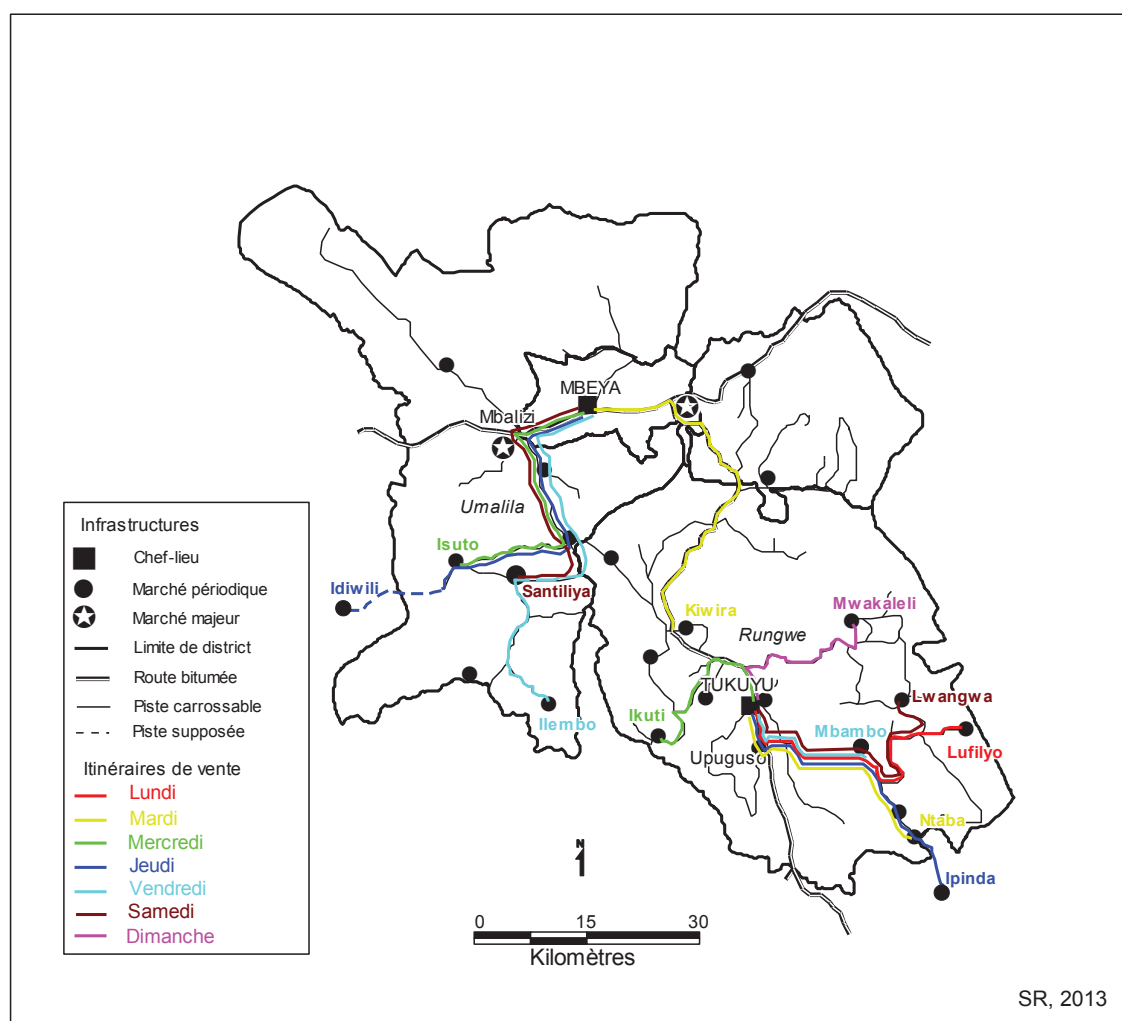 MBEYA
Mbalizi
Umalila
Isuto
Idiwili
Santiliya
Ilembo
Kiwira
Mwakaleli
Rungwe
TUKUYU
Lwangwa
Ikuti
Mbambo
Lufilyo
Upuguso
Ntaba
Ipinda
Infrastructures
Chef-lieu
Marché périodique
Marché majeur
Limite de district
Route bitumée
Piste carrossable
Piste supposée
Itinéraires de vente
Lundi
Mardi
Mercredi
Jeudi
Vendredi
Samedi
Dimanche
N
0 15 30
Kilomètres
SR, 2013